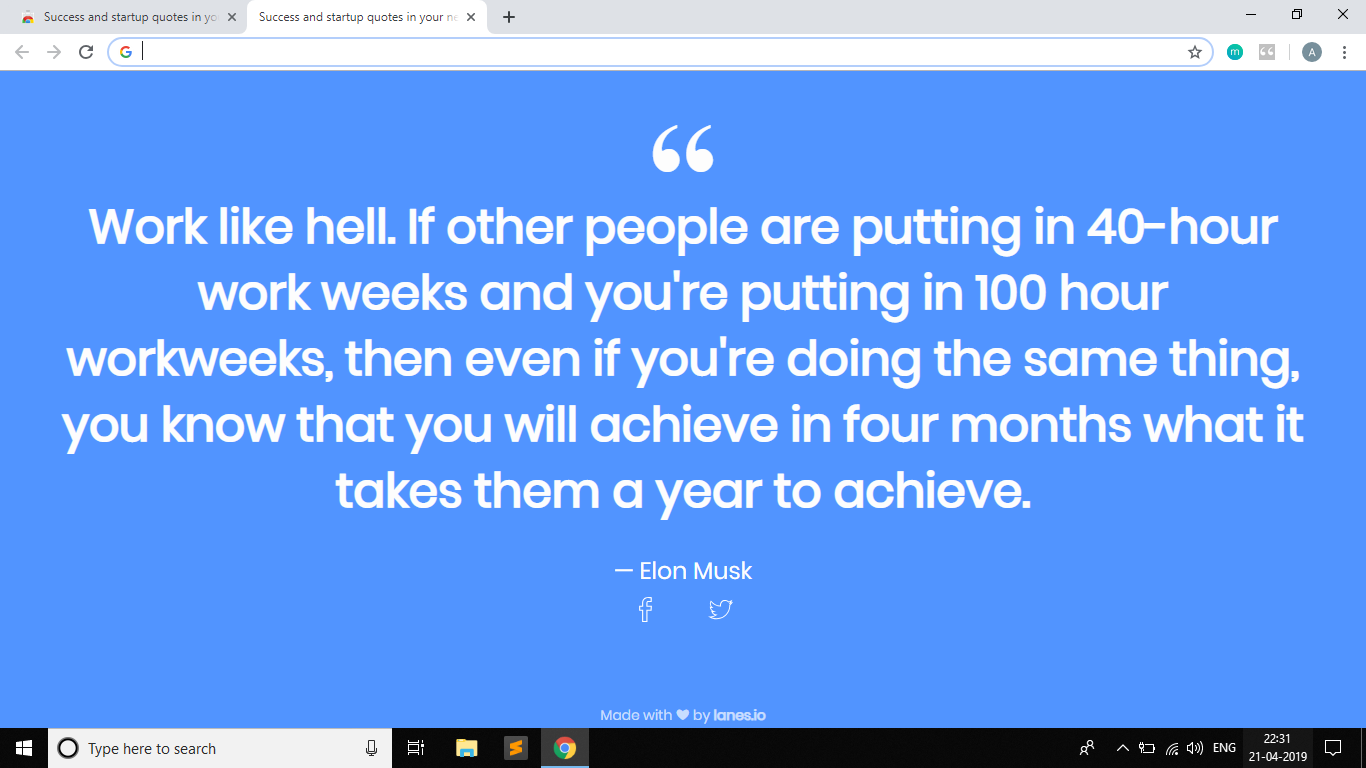 Success and startup quotes in yo
Success and startup quotes in your ne
“
Work like hell. If other people are putting in 40-hour
work weeks and you're putting in 100 hour
workweeks, then even if you're doing the same thing,
you know that you will achieve in four months what it
takes them a year to achieve.
— Elon Musk
Made with ♥ by lanes.io
Type here to search
ENG
22:31
21-04-2019
m
A